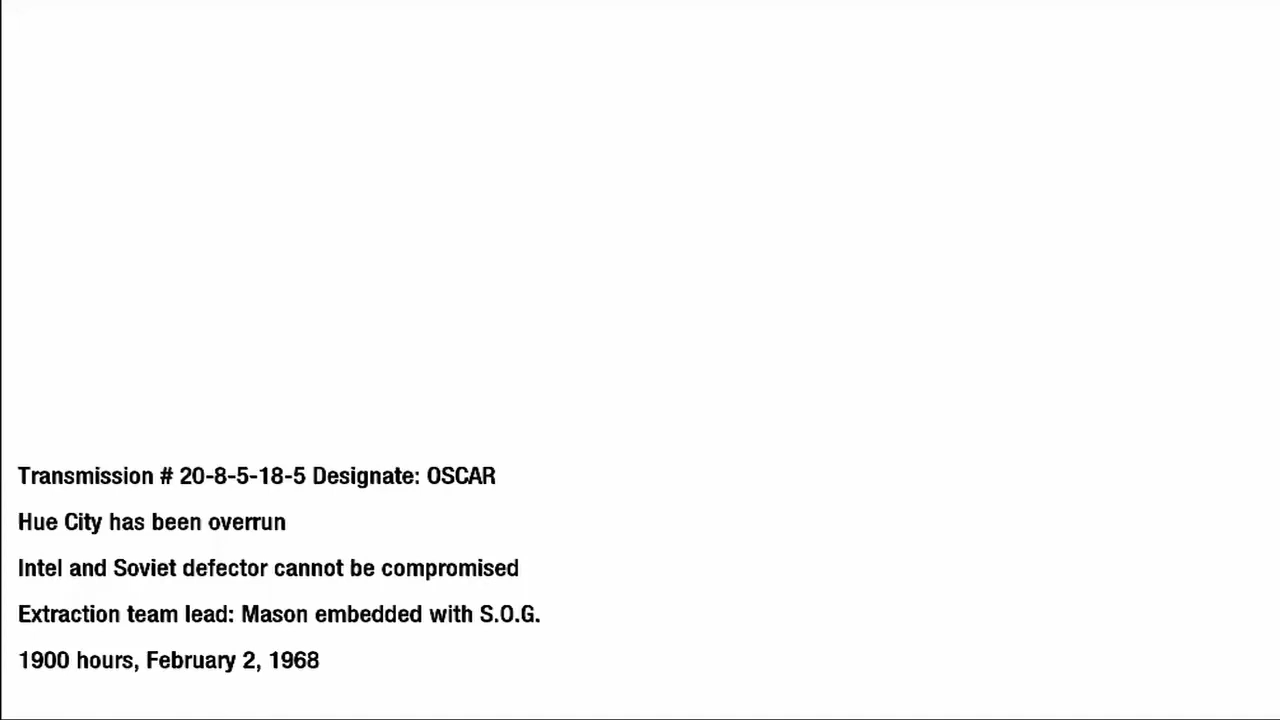 Transmission # 20-8-5-18-5 Designate: OSCAR
Hue City has been overrun
Intel and Soviet defector cannot be compromised
Extraction team lead: Mason embedded with S.O.G.
1900 hours, February 2, 1968